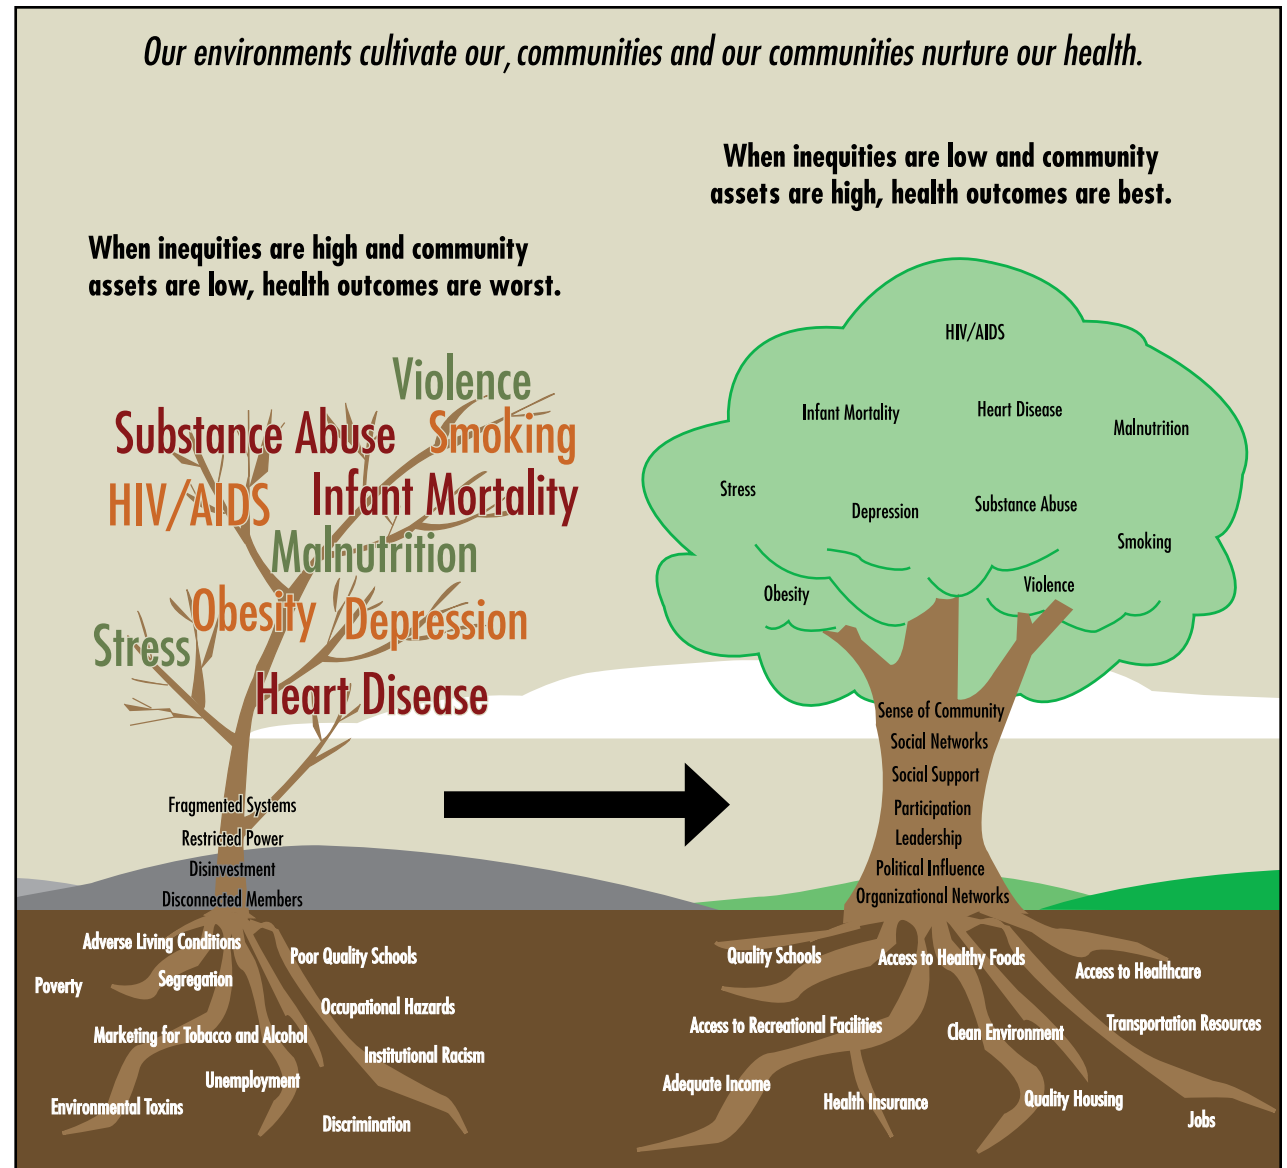 Our environments cultivate our, communities and our communities nurture our health.
When inequities are high and community
assets are low, health outcomes are worst.
Violence
Substance Abuse
Smoking
HIV/AIDS
Infant Mortality
Malnutrition
Obesity
Depression
Stress
Heart Disease
Fragmented Systems
Restricted Power
Disinvestment
Disconnected Members
Adverse Living Conditions
Poor Quality Schools
Segregation
Poverty
Occupational Hazards
Marketing for Tobacco and Alcohol
Institutional Racism
Unemployment
Environmental Toxins
Discrimination
When inequities are low and community
assets are high, health outcomes are best.
HIV/AIDS
Infant Mortality
Heart Disease
Malnutrition
Stress
Depression
Substance Abuse
Smoking
Obesity
Violence
Sense of Community
Social Networks
Social Support
Participation
Leadership
Political Influence
Organizational Networks
Quality Schools
Access to Healthy Foods
Access to Healthcare
Access to Recreational Facilities
Clean Environment
Transportation Resources
Adequate Income
Health Insurance
Quality Housing
Jobs